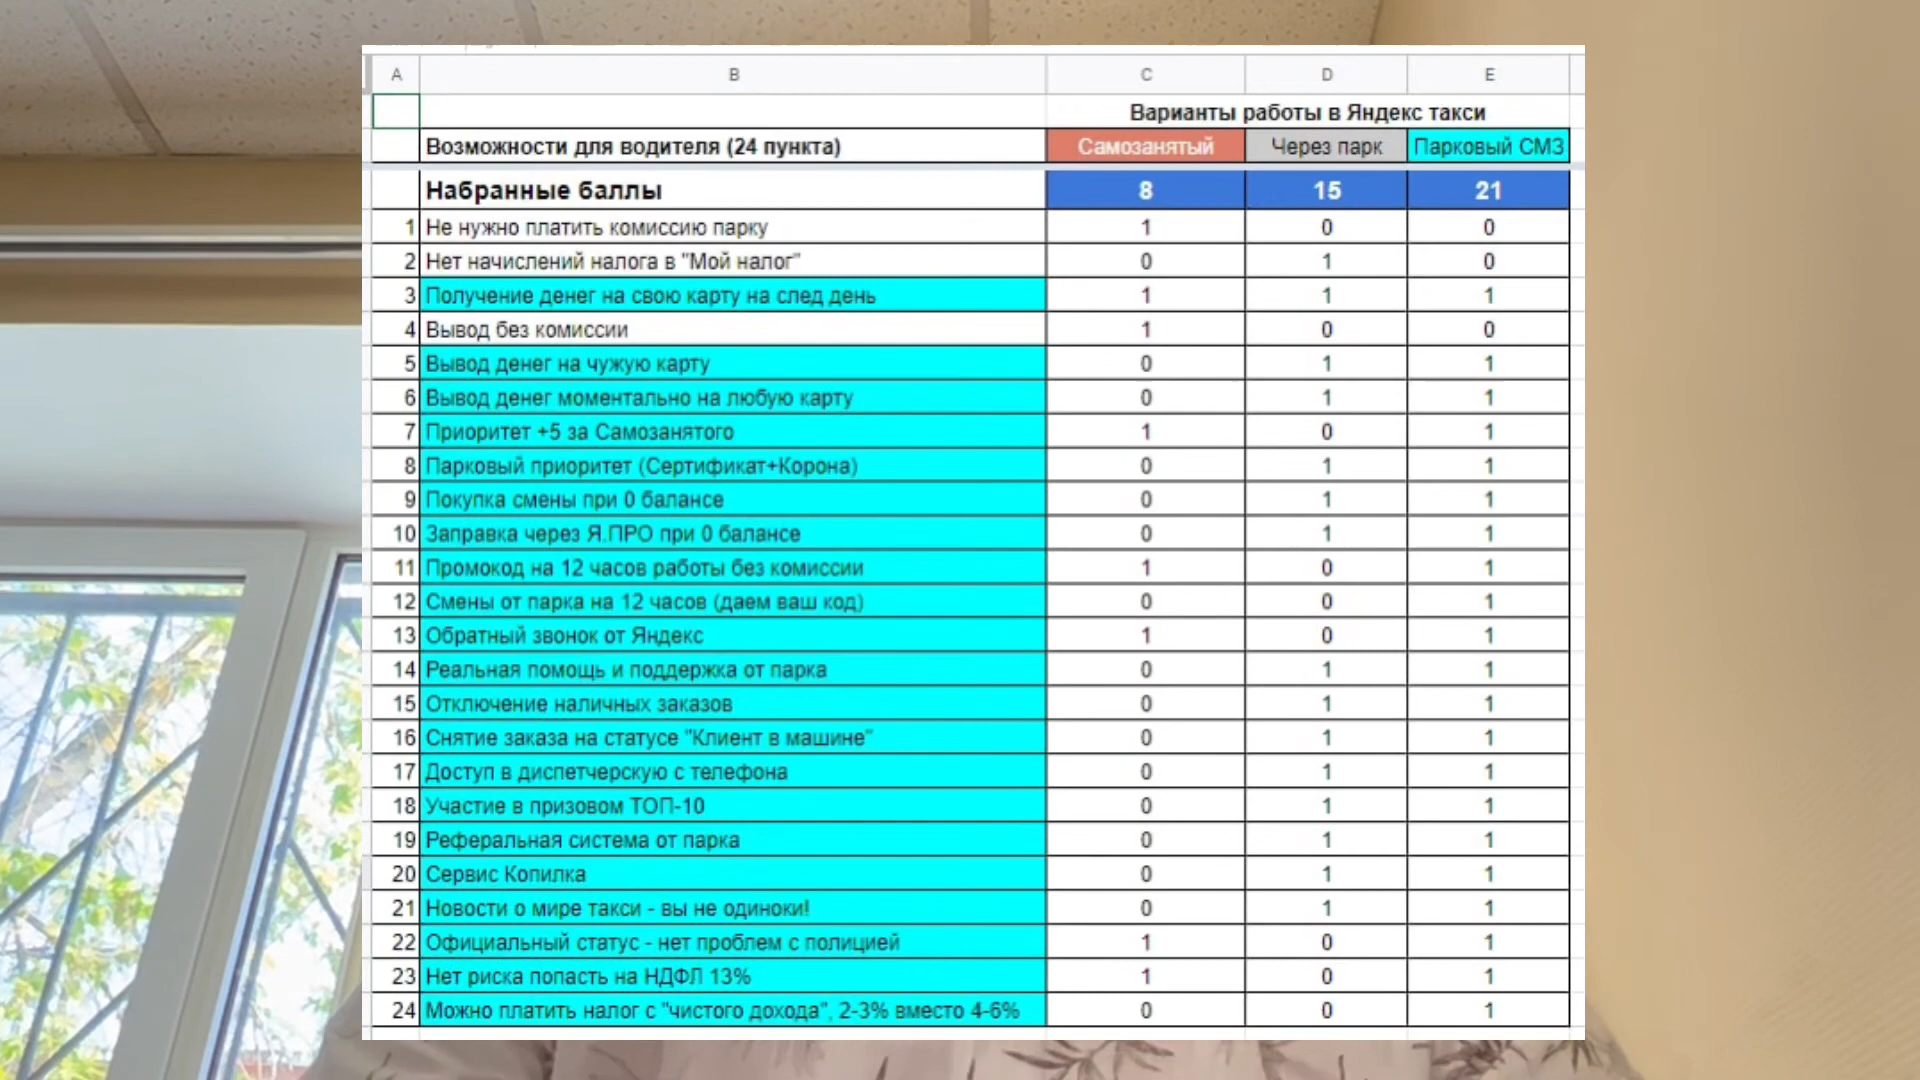 A B C D E
Варианты работы в Яндекс такси
Возможности для водителя (24 пункта) Самозанятый Через парк Парковый СМЗ
Набранные баллы 8 15 21
1 Не нужно платить комиссию парку 1 0 0
2 Нет начислений налога в "Мой налог" 0 1 0
3 Получение денег на свою карту на след день 1 1 1
4 Вывод без комиссии 1 0 0
5 Вывод денег на чужую карту 0 1 1
6 Вывод денег моментально на любую карту 0 1 1
7 Приоритет +5 за Самозанятого 1 0 1
8 Парковый приоритет (Сертификат+Корона) 0 1 1
9 Покупка смены при 0 балансе 0 1 1
10 Заправка через Я.ПРО при 0 балансе 0 1 1
11 Промокод на 12 часов работы без комиссии 1 0 1
12 Смены от парка на 12 часов (даем ваш код) 0 0 1
13 Обратный звонок от Яндекс 1 0 1
14 Реальная помощь и поддержка от парка 0 1 1
15 Отключение наличных заказов 0 1 1
16 Снятие заказа на статусе "Клиент в машине" 0 1 1
17 Доступ в диспетчерскую с телефона 0 1 1
18 Участие в призовом ТОП-10 0 1 1
19 Реферальная система от парка 0 1 1
20 Сервис Копилка 0 1 1
21 Новости о мире такси - вы не одиноки! 0 1 1
22 Официальный статус - нет проблем с полицией 1 0 1
23 Нет риска попасть на НДФЛ 13% 1 0 1
24 Можно платить налог с "чистого дохода", 2-3% вместо 4-6% 0 0 1